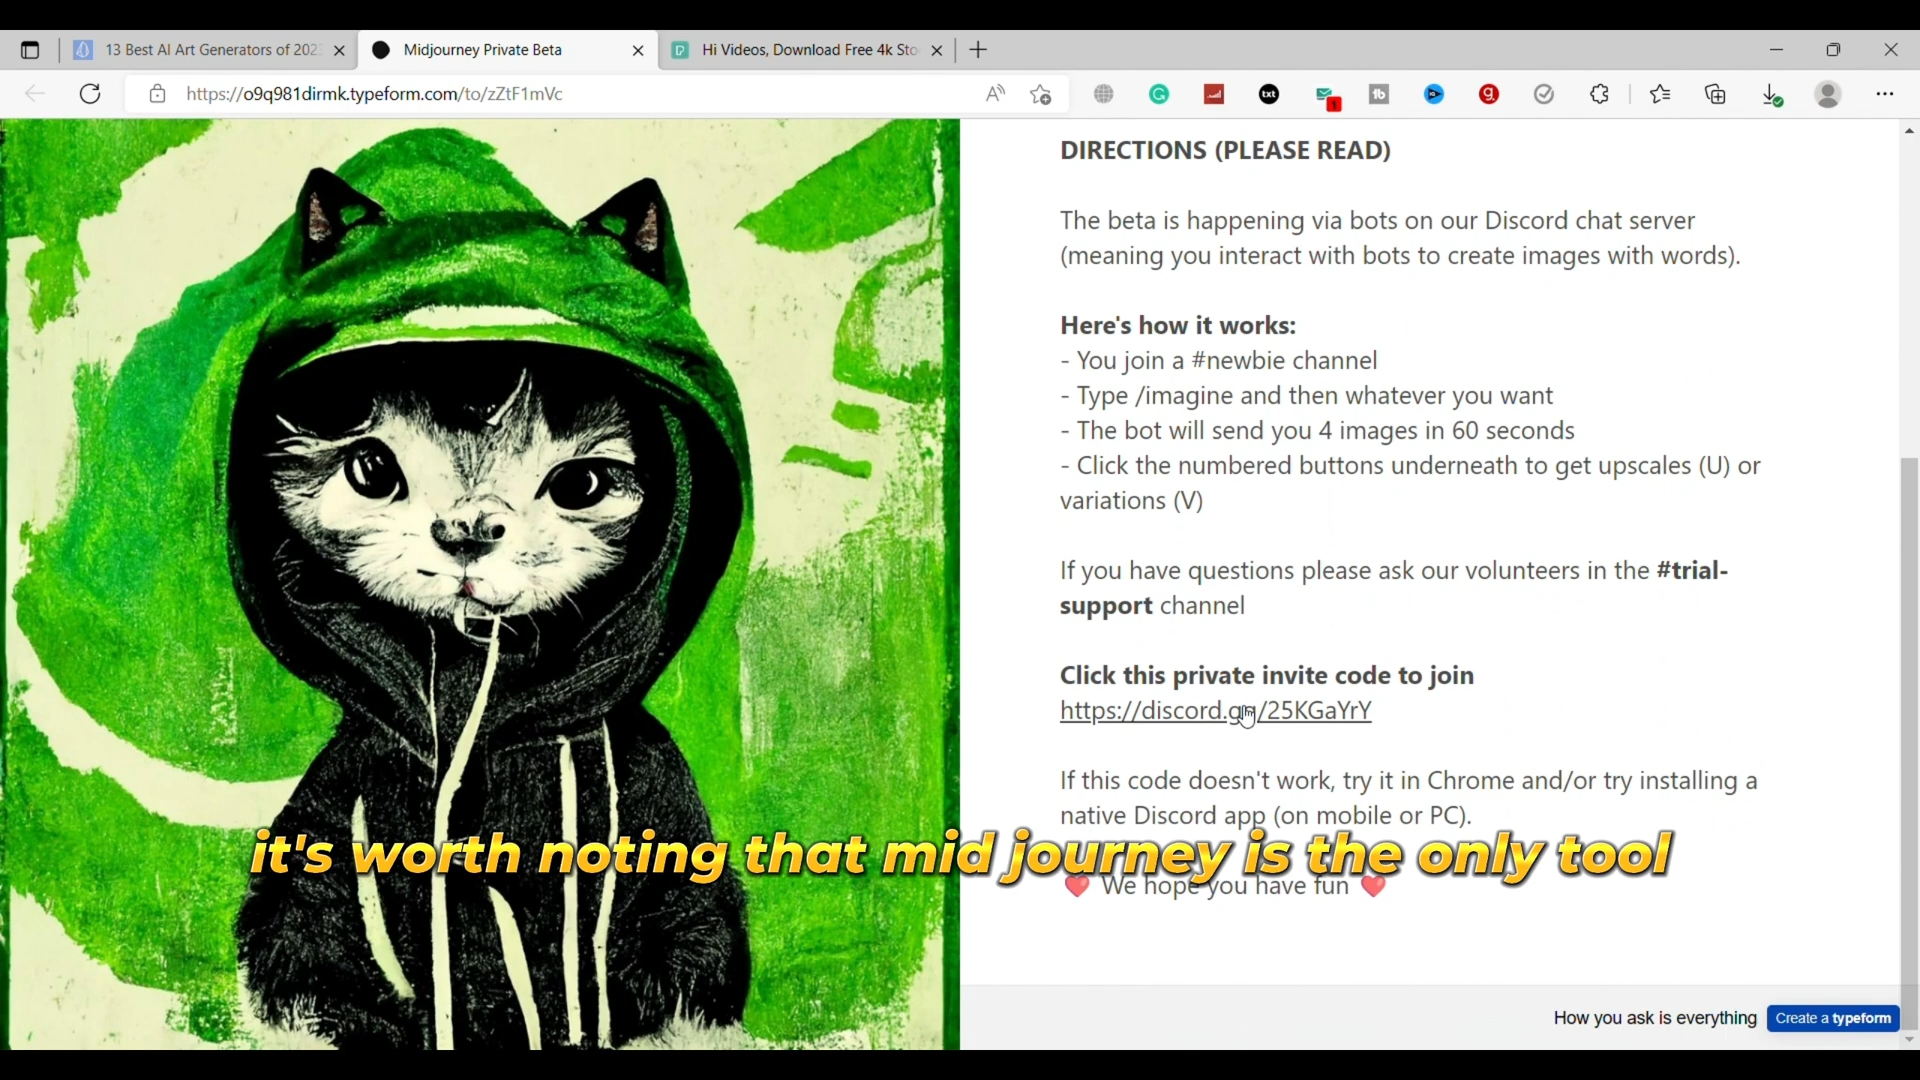 13 Best AI Art Generators of 202
Midjourney Private Beta
Hi Videos, Download Free 4k Sto
https://o9q981dirmk.typeform.com/to/zZtF1mVc
DIRECTIONS (PLEASE READ)
The beta is happening via bots on our Discord chat server
(meaning you interact with bots to create images with words).
Here's how it works:
- You join a #newbie channel
- Type /imagine and then whatever you want
- The bot will send you 4 images in 60 seconds
- Click the numbered buttons underneath to get upscales (U) or
variations (V)
If you have questions please ask our volunteers in the #trial-
support channel
Click this private invite code to join
https://discord.gg/25KGaYrY
If this code doesn't work, try it in Chrome and/or try installing a
native Discord app (on mobile or PC).
it's worth noting that mid journey is the only tool
❤️ We hope you have fun ❤️
How you ask is everything
Create a typeform